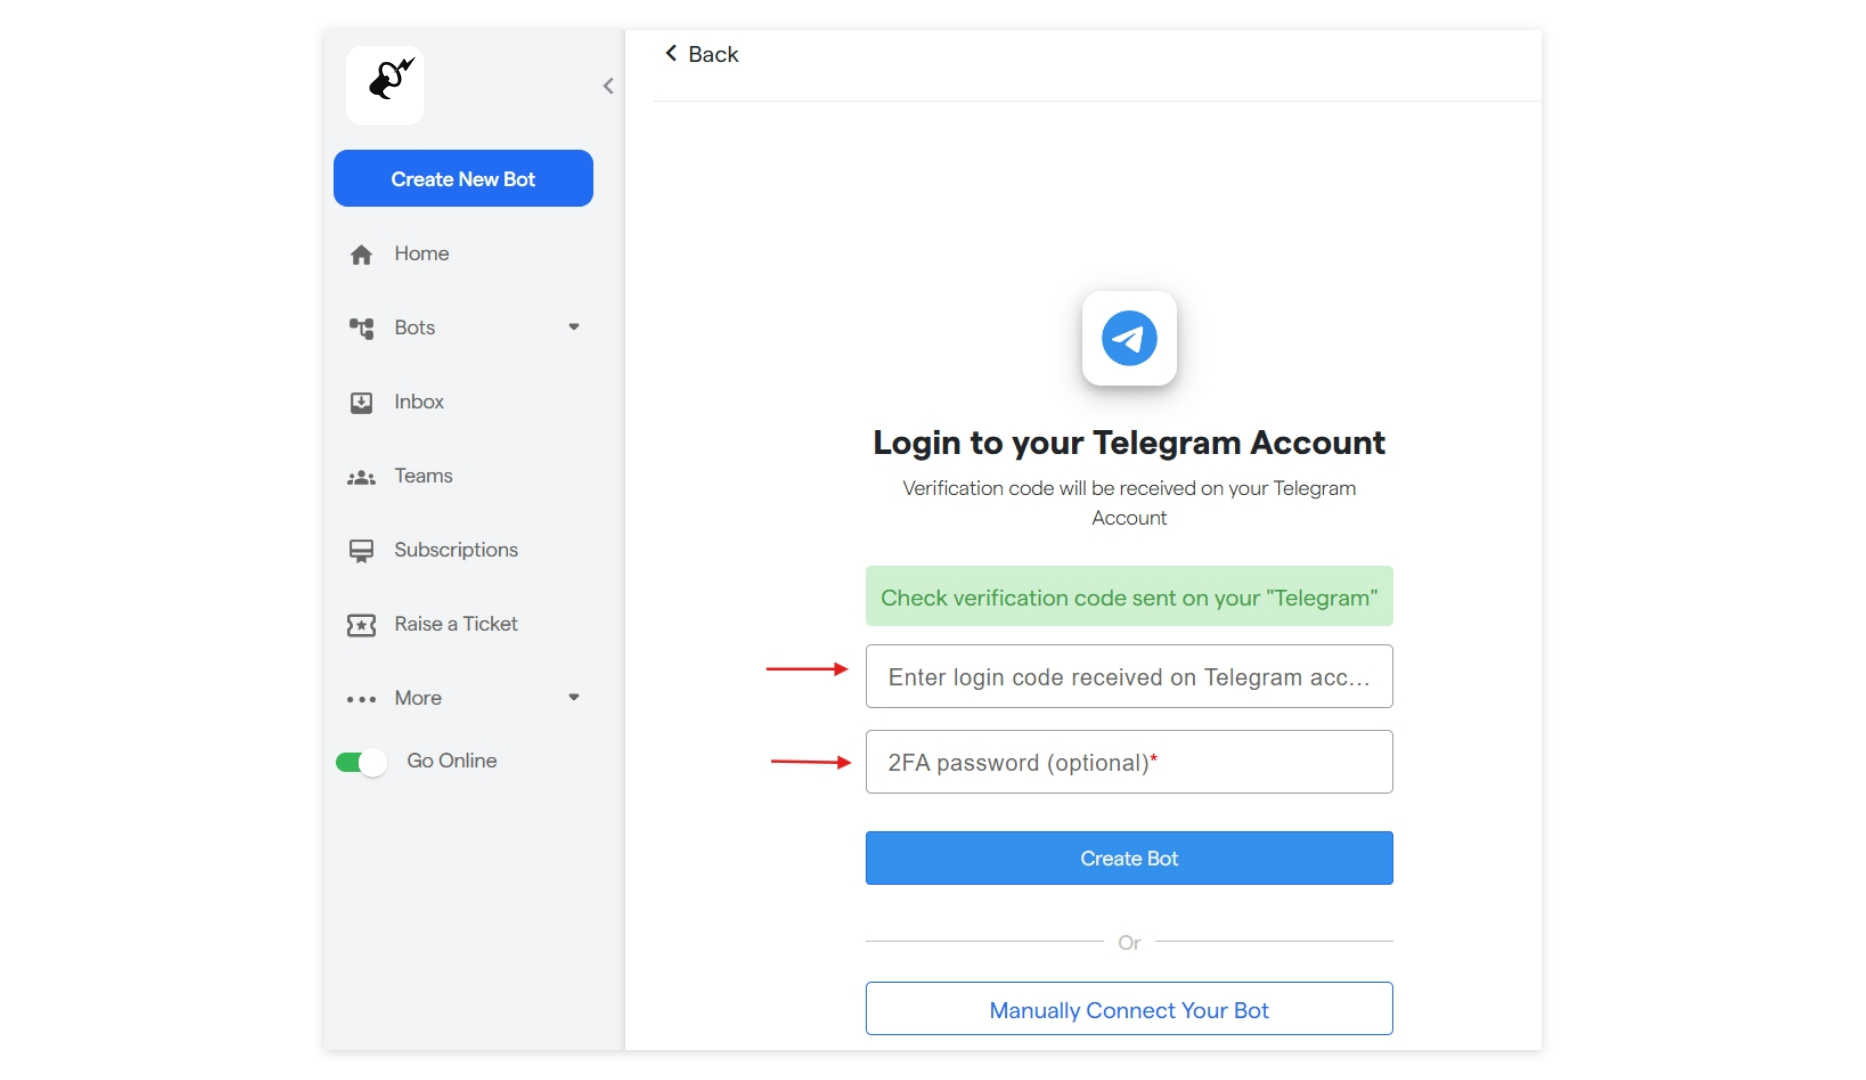 Back
Create New Bot
Home
Bots
Inbox
Teams
Subscriptions
Raise a Ticket
More
Go Online
Login to your Telegram Account
Verification code will be received on your Telegram
Account
Check verification code sent on your "Telegram"
Enter login code received on Telegram acc...
2FA password (optional)*
Create Bot
Or
Manually Connect Your Bot